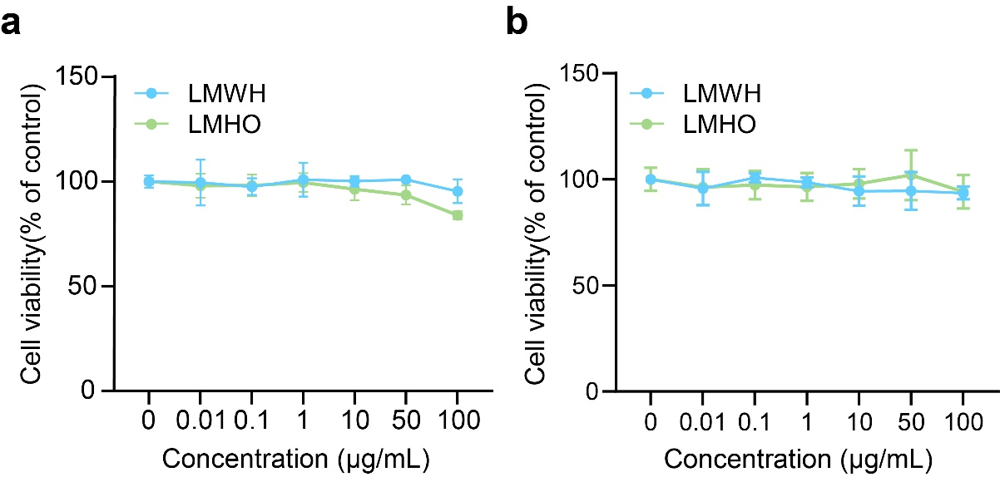 a
150
100
50
0
Cell viability(% of control)
LMWH
LMHO
0 0.01 0.1 1 10 50 100
Concentration (μg/mL)
b
150
100
50
0
Cell viability(% of control)
LMWH
LMHO
0 0.01 0.1 1 10 50 100
Concentration (μg/mL)